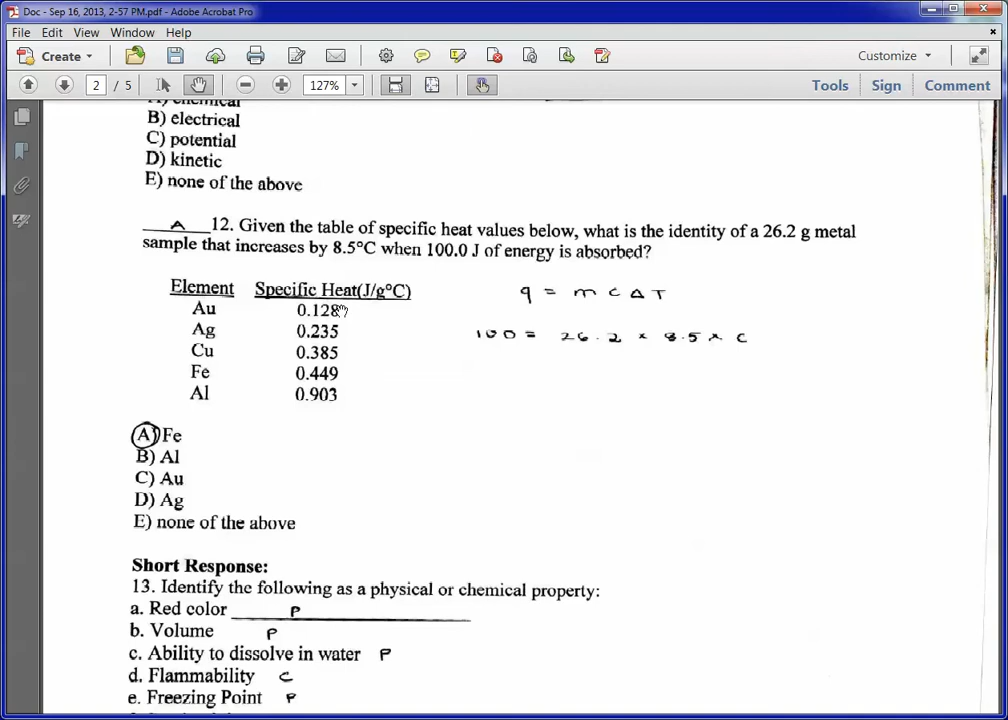 Doc - Sep 16, 2013, 2-57 PM.pdf - Adobe Acrobat Pro
File Edit View Window Help
Create Customize
2 / 5 127% Tools Sign Comment
A) chemical
B) electrical
C) potential
D) kinetic
E) none of the above
A 12. Given the table of specific heat values below, what is the identity of a 26.2 g metal
sample that increases by 8.5°C when 100.0 J of energy is absorbed?
Element Specific Heat(J/g°C)
Au 0.128
Ag 0.235
Cu 0.385
Fe 0.449
Al 0.903
q = m c Δ T
100 = 26.2 × 8.5 × c
A) Fe
B) Al
C) Au
D) Ag
E) none of the above
Short Response:
13. Identify the following as a physical or chemical property:
a. Red color P
b. Volume P
c. Ability to dissolve in water P
d. Flammability C
e. Freezing Point P